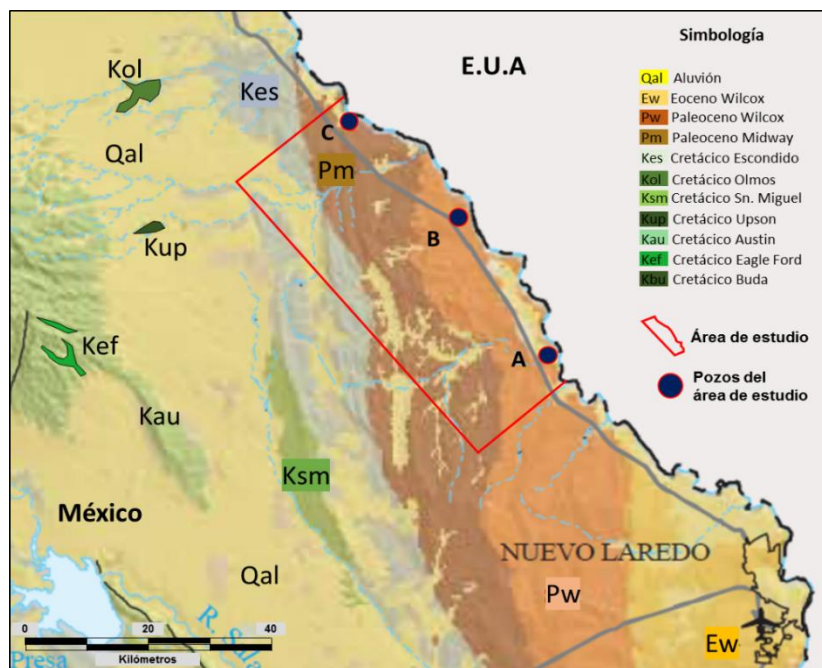 Simbología
Qal Aluvión
Ew Eoceno Wilcox
Pw Paleoceno Wilcox
Pm Paleoceno Midway
Kes Cretácico Escondido
Kol Cretácico Olmos
Ksm Cretácico Sn. Miguel
Kup Cretácico Upson
Kau Cretácico Austin
Kef Cretácico Eagle Ford
Kbu Cretácico Buda
Área de estudio
Pozos del
área de estudio
E.U.A
Kol
Kes
C
Qal
Pm
B
Kup
Kef
A
Kau
Ksm
México
NUEVO LAREDO
Qal
Pw
Ew
R. Sala
Presa
0 20 40
Kilómetros